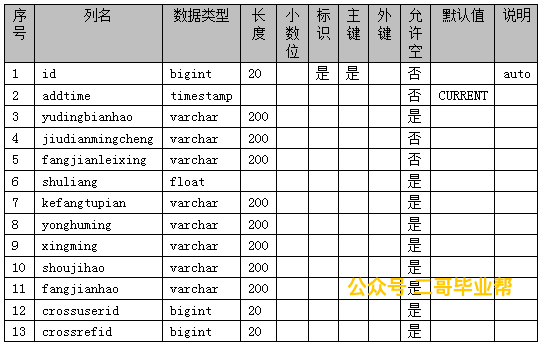 序号 列名 数据类型 长度 小数位 标识 主键 外键 允许空 默认值 说明
1 id bigint 20 是 是 否 auto
2 addtime timestamp 否 CURRENT
3 yudingbianhao varchar 200 是
4 jiudianmingcheng varchar 200 否
5 fangjianleixing varchar 200 否
6 shuliang float 是
7 kefangtupian varchar 200 是
8 yonghuming varchar 200 是
9 xingming varchar 200 是
10 shoujihao varchar 200 是
11 fangjianhao varchar 200 是
公众号 二哥毕业帮
12 crossuserid bigint 20 是
13 crossrefid bigint 20 是